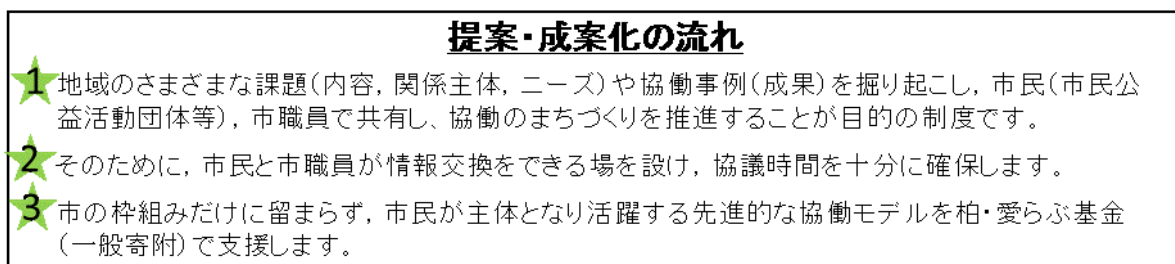 提案・成案化の流れ
1 地域のさまざまな課題(内容, 関係主体, ニーズ)や協働事例(成果)を掘り起こし, 市民(市民公
益活動団体等), 市職員で共有し、協働のまちづくりを推進することが目的の制度です。
2 そのために, 市民と市職員が情報交換をできる場を設け, 協議時間を十分に確保します。
3 市の枠組みだけに留まらず, 市民が主体となり活躍する先進的な協働モデルを柏・愛らぶ基金
(一般寄附)で支援します。